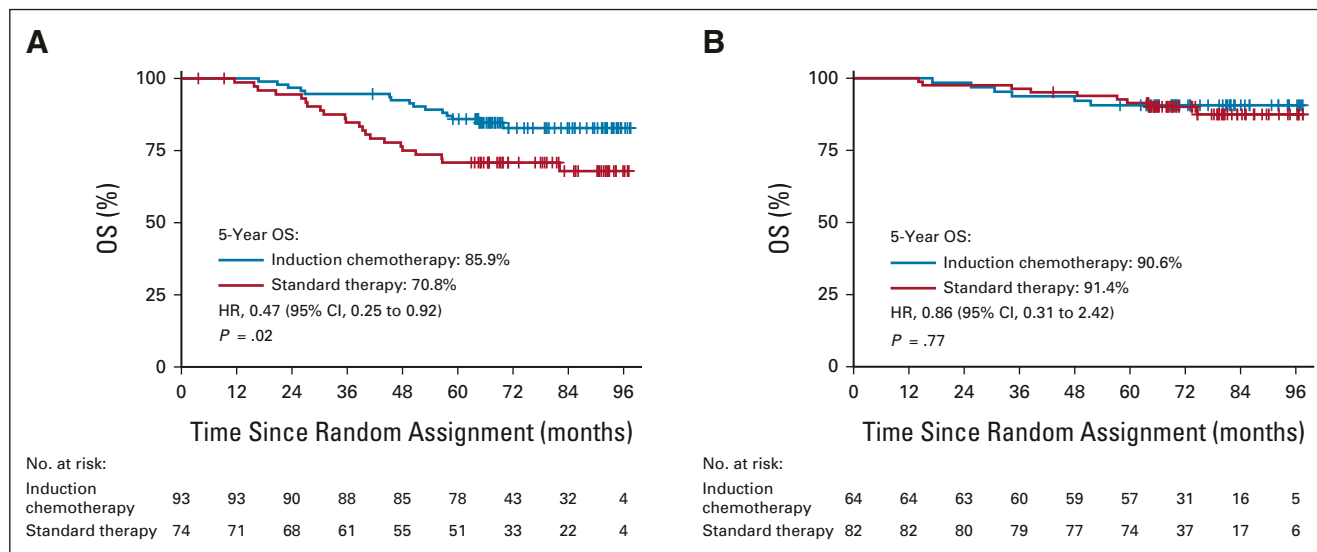 A
OS (%)
100
75
50
25
0
5-Year OS:
Induction chemotherapy: 85.9%
Standard therapy: 70.8%
HR, 0.47 (95% CI, 0.25 to 0.92)
P = .02
0 12 24 36 48 60 72 84 96
Time Since Random Assignment (months)
No. at risk:
Induction
chemotherapy 93 93 90 88 85 78 43 32 4
Standard therapy 74 71 68 61 55 51 33 22 4
B
OS (%)
100
75
50
25
0
5-Year OS:
Induction chemotherapy: 90.6%
Standard therapy: 91.4%
HR, 0.86 (95% CI, 0.31 to 2.42)
P = .77
0 12 24 36 48 60 72 84 96
Time Since Random Assignment (months)
No. at risk:
Induction
chemotherapy 64 64 63 60 59 57 31 16 5
Standard therapy 82 82 80 79 77 74 37 17 6